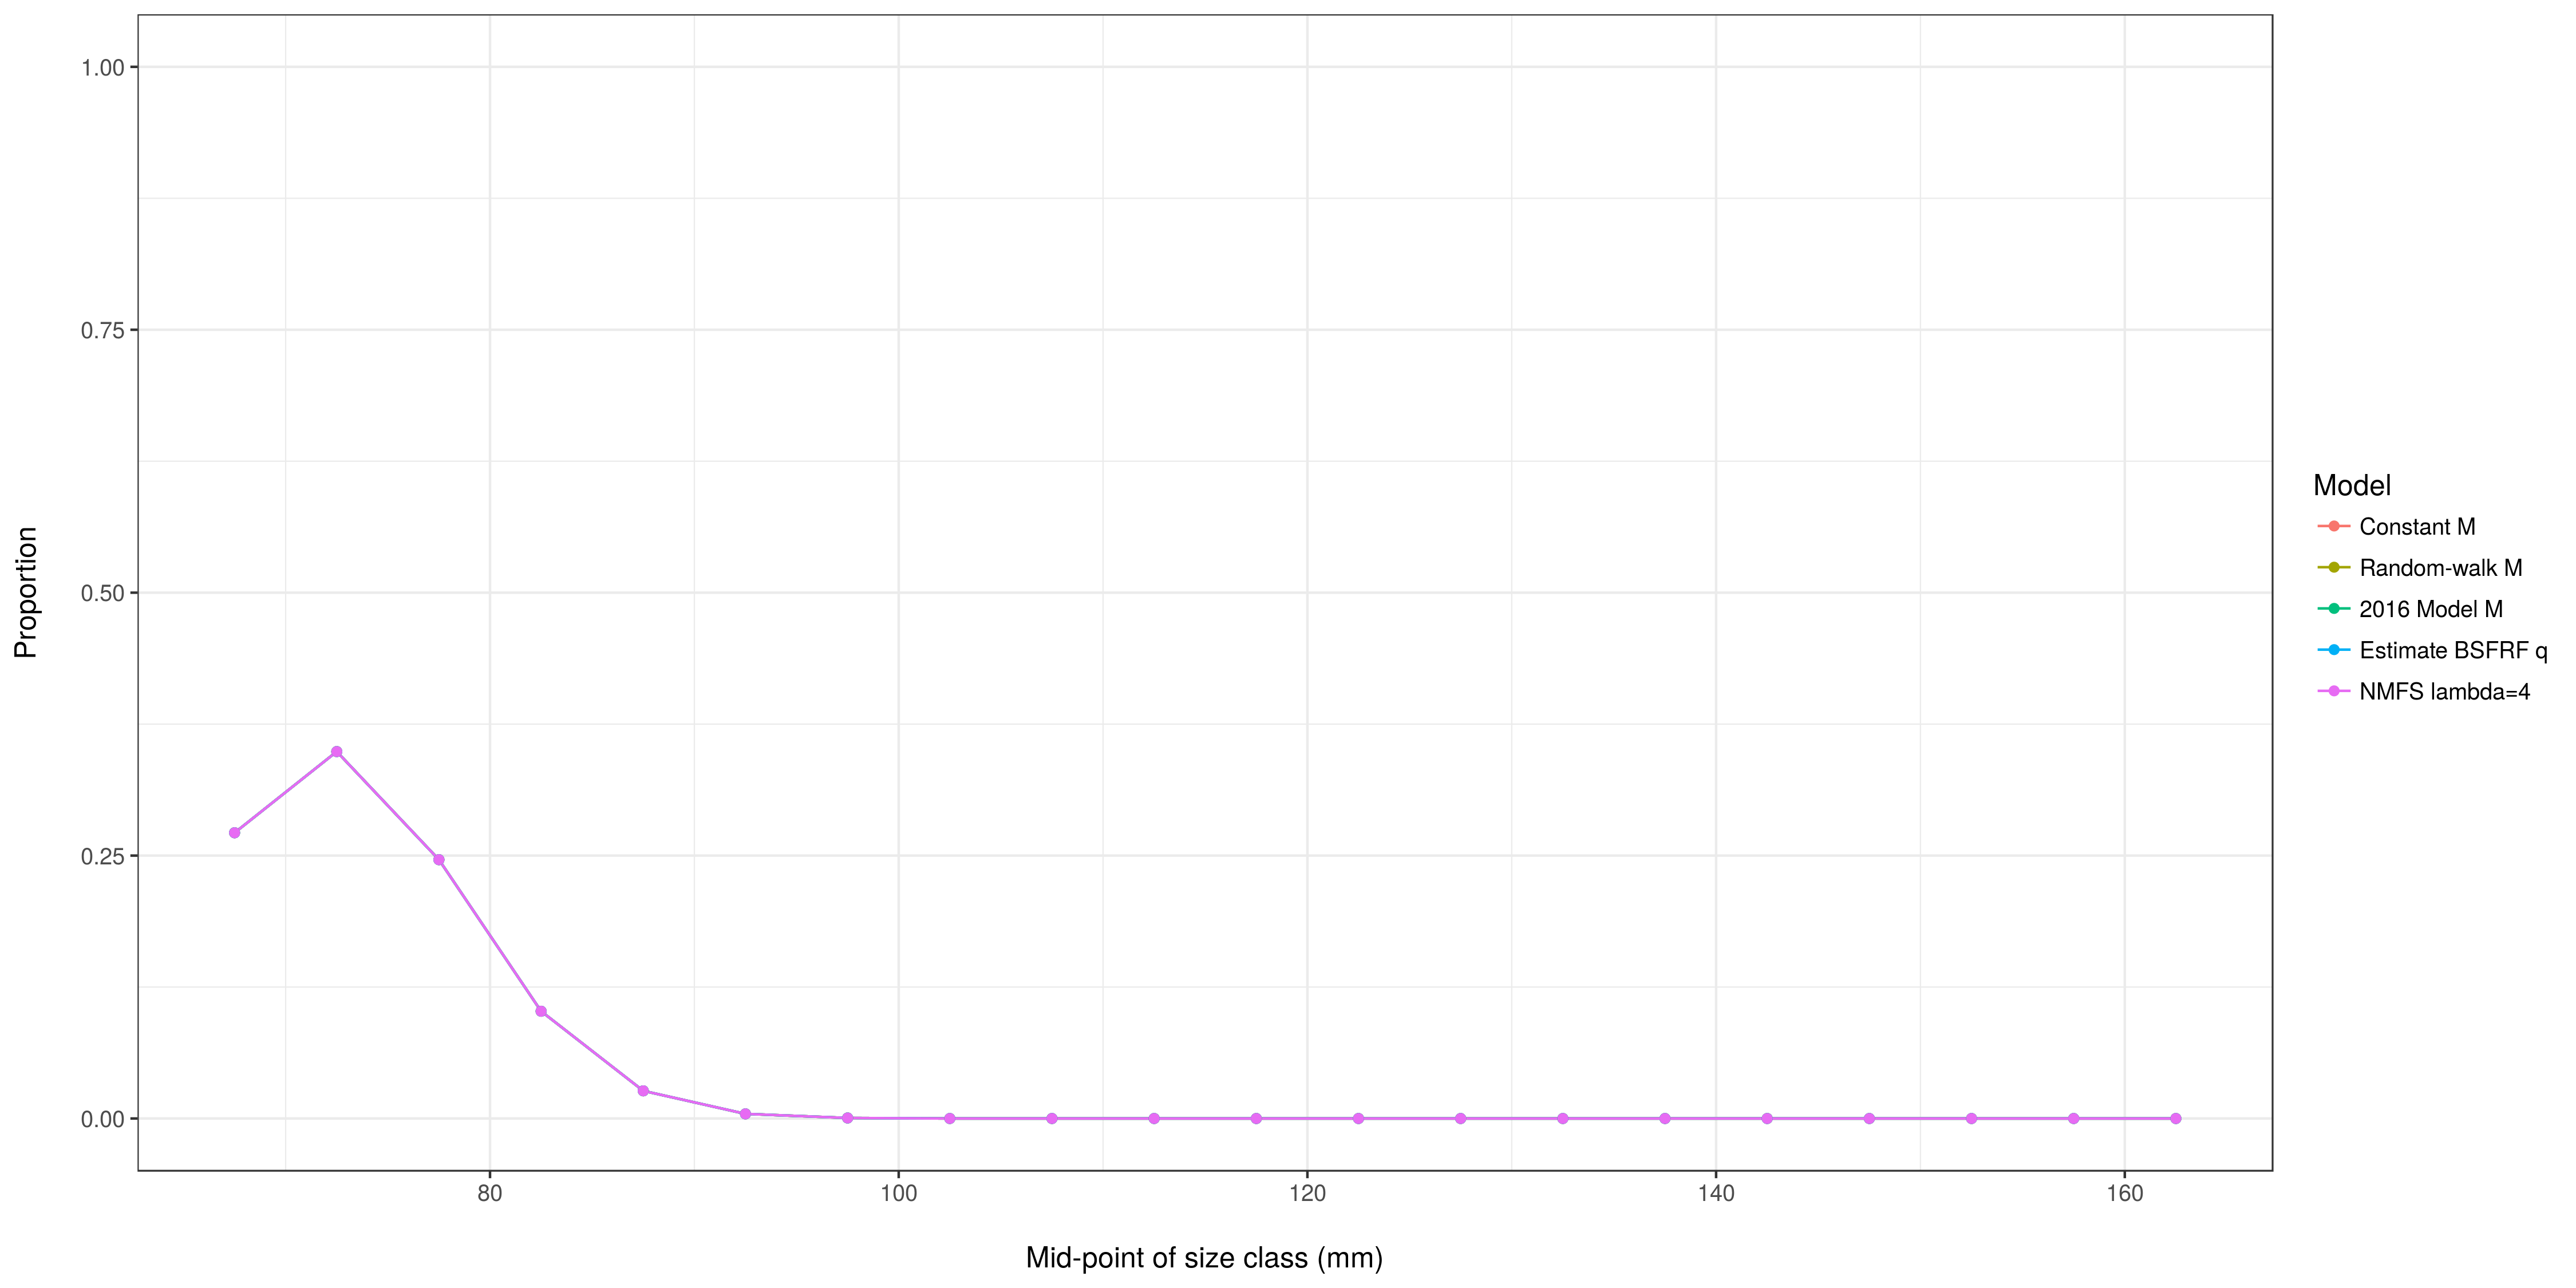 1.00
0.75
0.50
0.25
0.00
Proportion
80 100 120 140 160
Mid-point of size class (mm)
Model
Constant M
Random-walk M
2016 Model M
Estimate BSFRF q
NMFS lambda=4